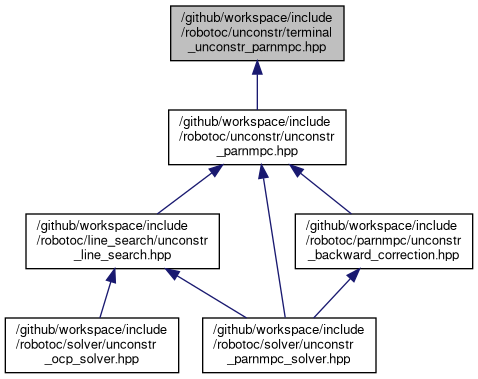 /github/workspace/include
/robotoc/unconstr/terminal
_unconstr_parnmpc.hpp
/github/workspace/include
/robotoc/unconstr/unconstr
_parnmpc.hpp
/github/workspace/include
/robotoc/line_search/unconstr
_line_search.hpp
/github/workspace/include
/robotoc/parnmpc/unconstr
_backward_correction.hpp
/github/workspace/include
/robotoc/solver/unconstr
_ocp_solver.hpp
/github/workspace/include
/robotoc/solver/unconstr
_parnmpc_solver.hpp